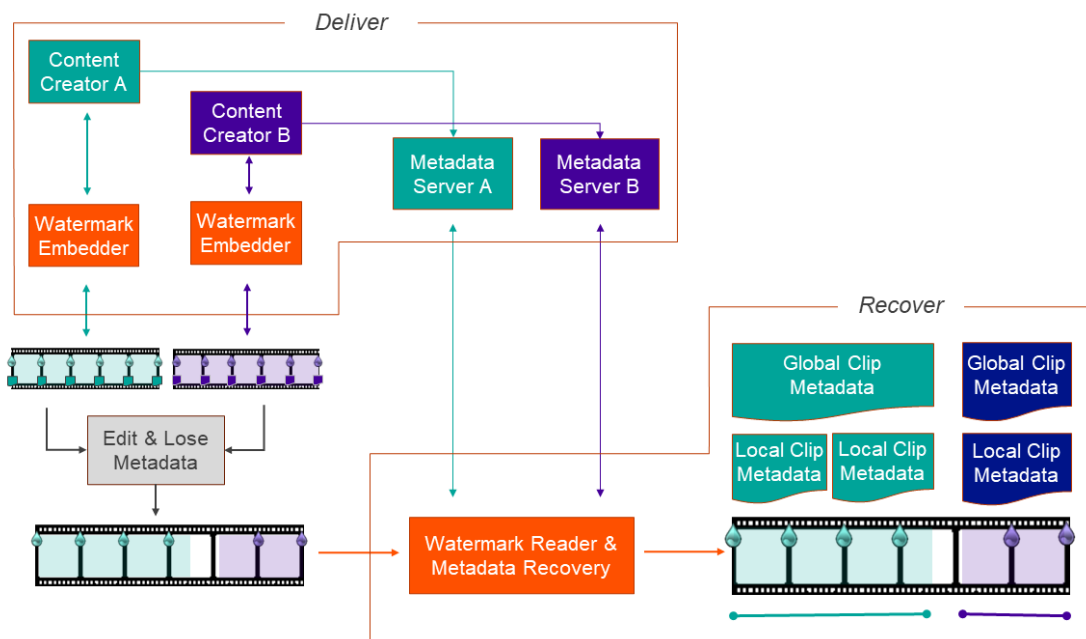 Deliver
Content
Creator A
Content
Creator B
Metadata
Server A
Metadata
Server B
Watermark
Embedder
Watermark
Embedder
Recover
Global Clip
Metadata
Global Clip
Metadata
Edit & Lose
Metadata
Local Clip
Metadata
Local Clip
Metadata
Local Clip
Metadata
Watermark Reader &
Metadata Recovery